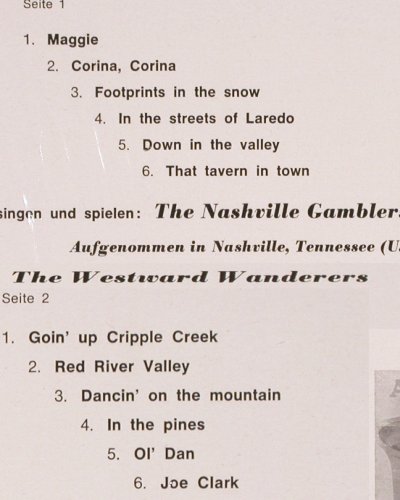 Seite 1
1. Maggie
2. Corina, Corina
3. Footprints in the snow
4. In the streets of Laredo
5. Down in the valley
6. That tavern in town
singen und spielen: The Nashville Gamblers
Aufgenommen in Nashville, Tennessee (U.S
The Westward Wanderers
Seite 2
1. Goin' up Cripple Creek
2. Red River Valley
3. Dancin' on the mountain
4. In the pines
5. Ol' Dan
6. Joe Clark